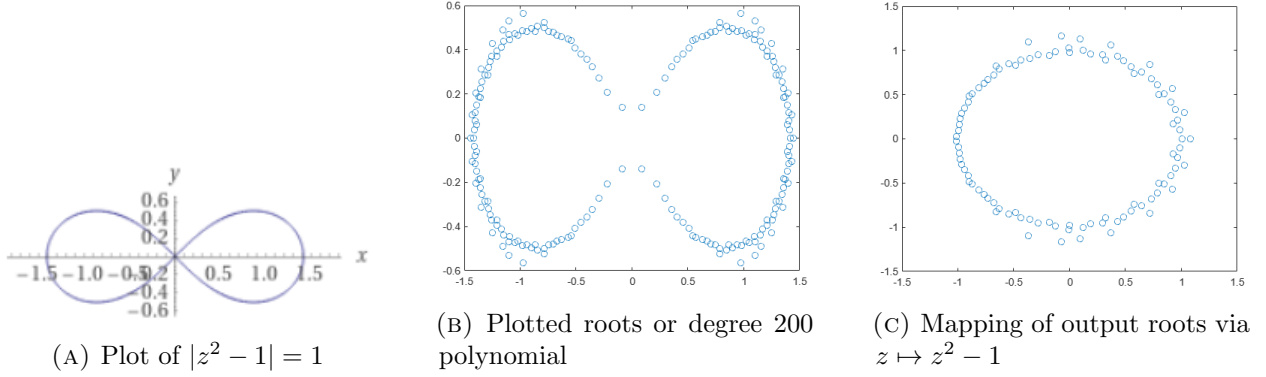 y
0.6
0.4
0.2
−1.5 −1.0 −0.5 0.5 1.0 1.5 x
−0.2
−0.4
−0.6
(A) Plot of |z² − 1| = 1
0.6
0.4
0.2
0
-0.2
-0.4
-0.6
-1.5 -1 -0.5 0 0.5 1 1.5
(B) Plotted roots or degree 200
polynomial
1.5
1
0.5
0
-0.5
-1
-1.5
-1.5 -1 -0.5 0 0.5 1 1.5
(C) Mapping of output roots via
z ↦ z² − 1